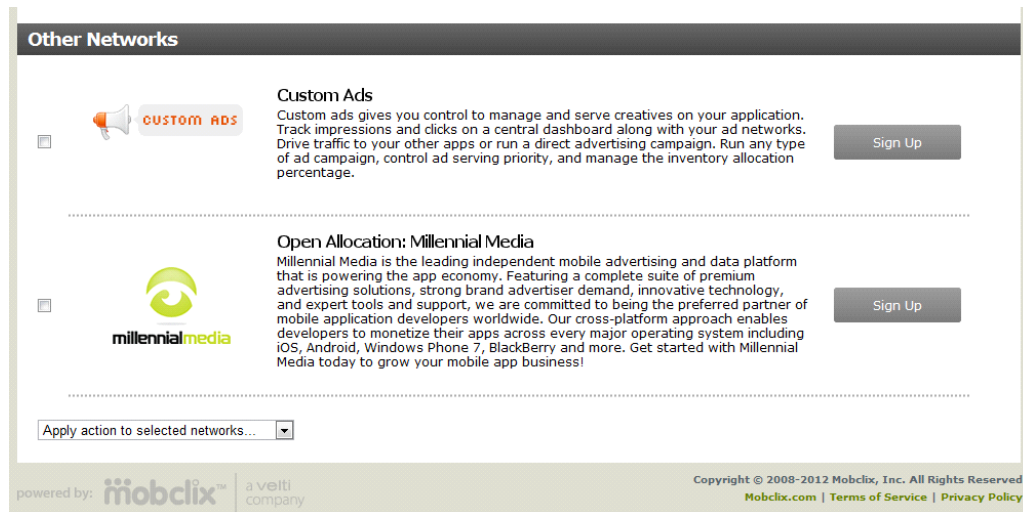 Other Networks
CUSTOM ADS
Custom Ads
Custom ads gives you control to manage and serve creatives on your application.
Track impressions and clicks on a central dashboard along with your ad networks.
Drive traffic to your other apps or run a direct advertising campaign. Run any type
of ad campaign, control ad serving priority, and manage the inventory allocation
percentage.
Sign Up
millennialmedia
Open Allocation: Millennial Media
Millennial Media is the leading independent mobile advertising and data platform
that is powering the app economy. Featuring a complete suite of premium
advertising solutions, strong brand advertiser demand, innovative technology,
and expert tools and support, we are committed to being the preferred partner of
mobile application developers worldwide. Our cross-platform approach enables
developers to monetize their apps across every major operating system including
iOS, Android, Windows Phone 7, BlackBerry and more. Get started with Millennial
Media today to grow your mobile app business!
Sign Up
Apply action to selected networks...
powered by: mobclix™ a velti
company
Copyright © 2008-2012 Mobclix, Inc. All Rights Reserved
Mobclix.com | Terms of Service | Privacy Policy